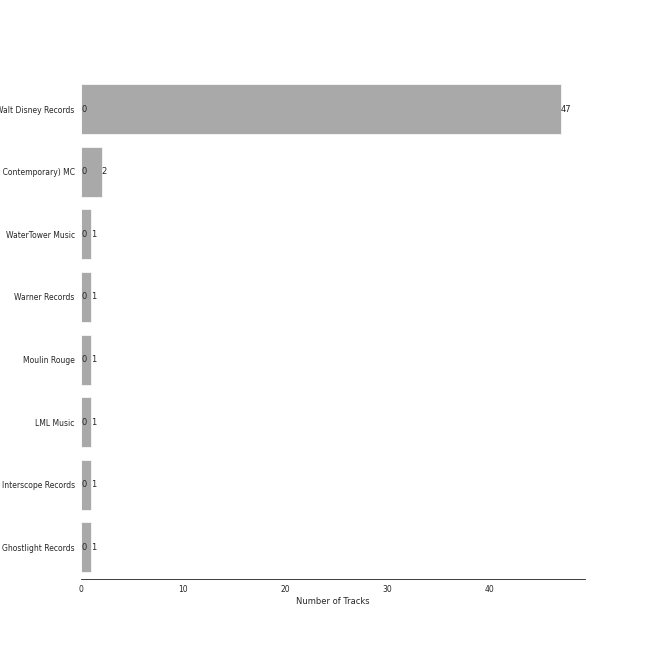 Walt Disney Records 0 47
Contemporary) MC 0 2
WaterTower Music 0 1
Warner Records 0 1
Moulin Rouge 0 1
LML Music 0 1
Interscope Records 0 1
Ghostlight Records 0 1
0 10 20 30 40
Number of Tracks